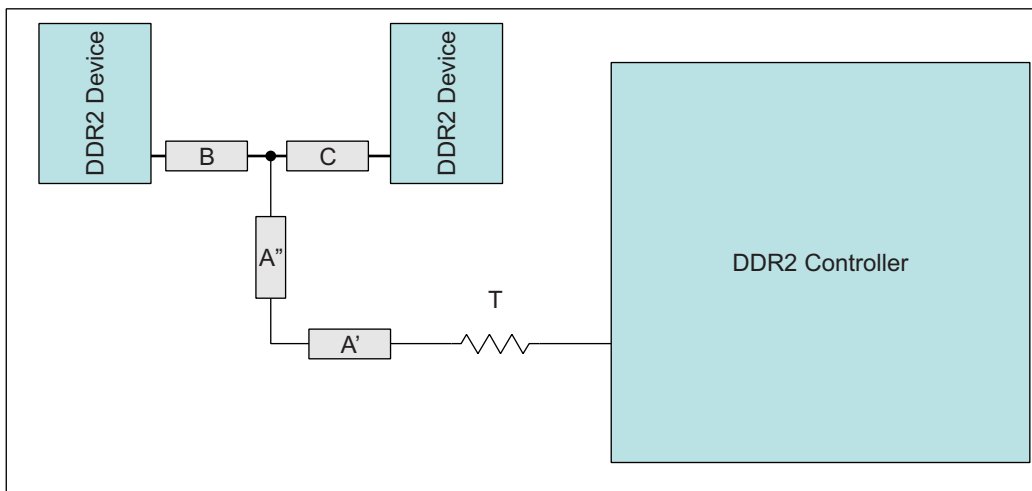 DDR2 Device
DDR2 Device
B
C
A”
T
A’
DDR2 Controller